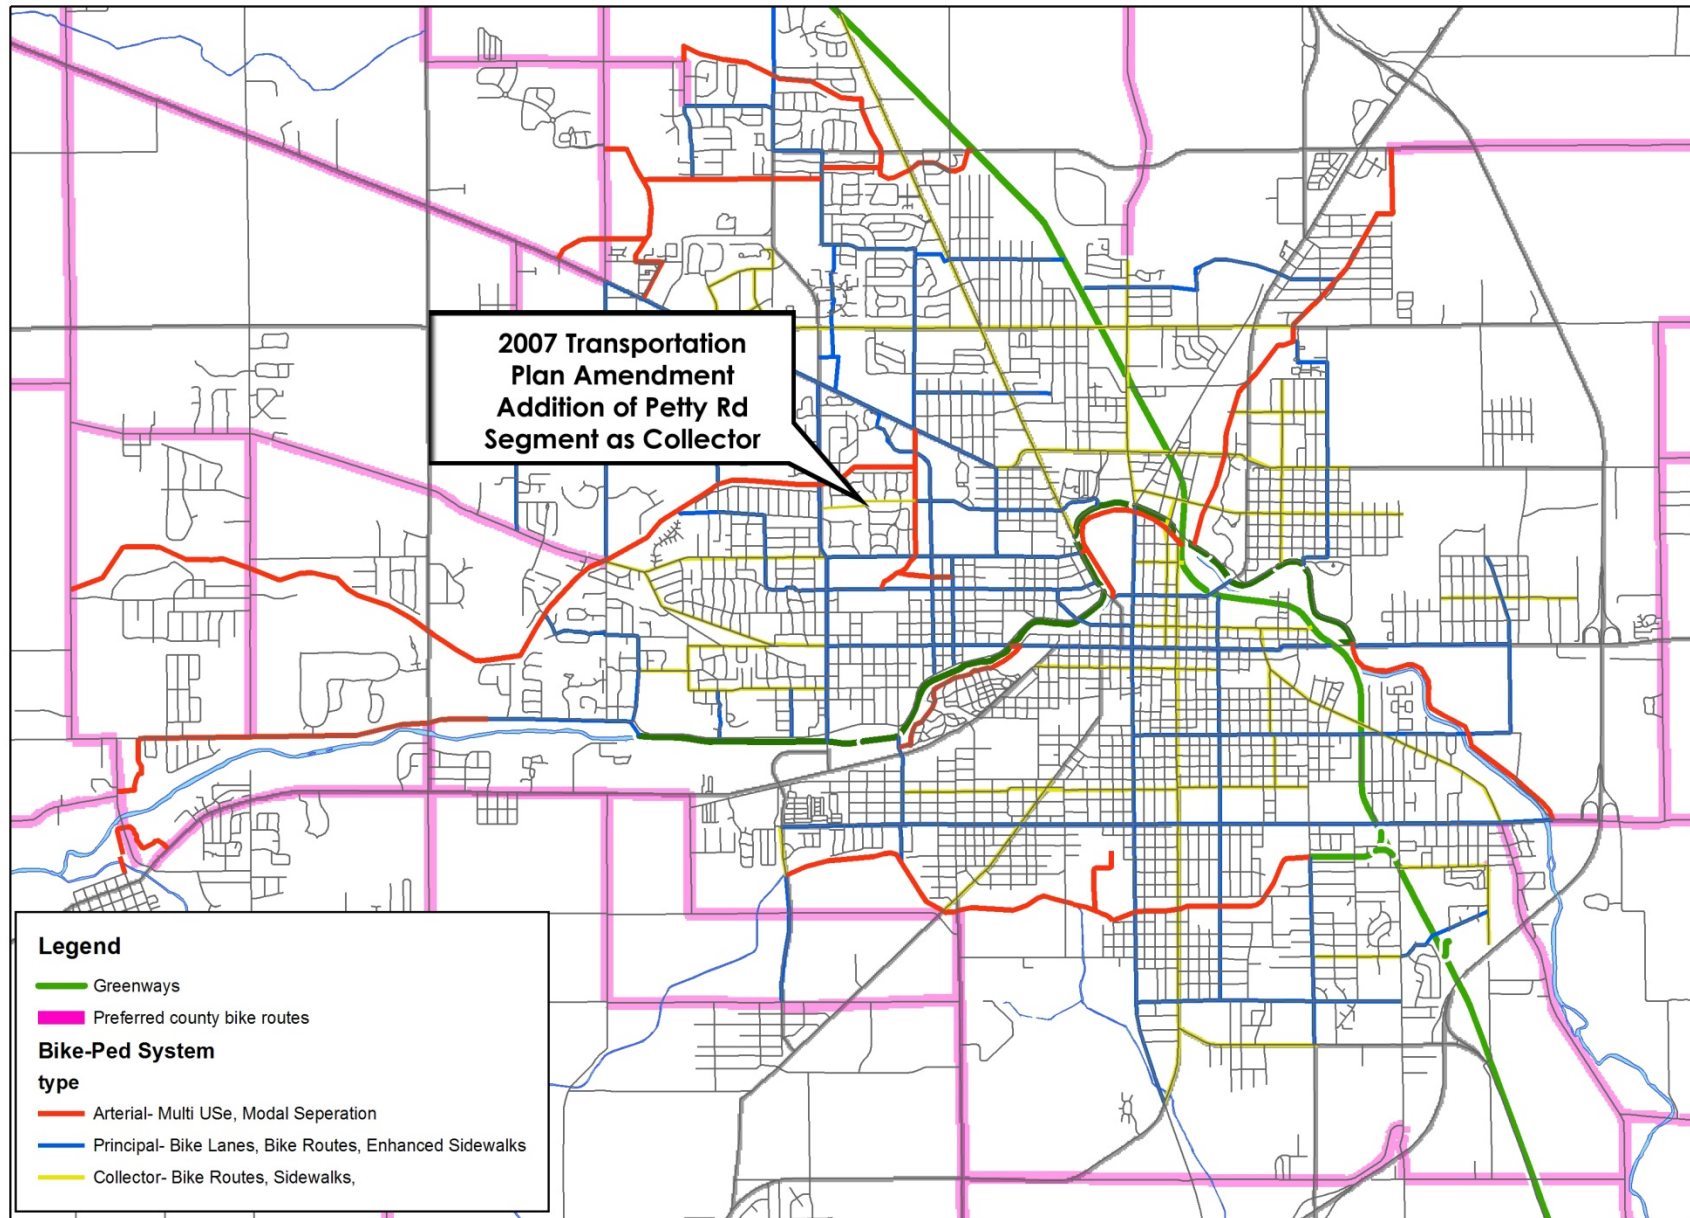 2007 Transportation
Plan Amendment
Addition of Petty Rd
Segment as Collector
Legend
Greenways
Preferred county bike routes
Bike-Ped System
type
Arterial- Multi USe, Modal Seperation
Principal- Bike Lanes, Bike Routes, Enhanced Sidewalks
Collector- Bike Routes, Sidewalks,